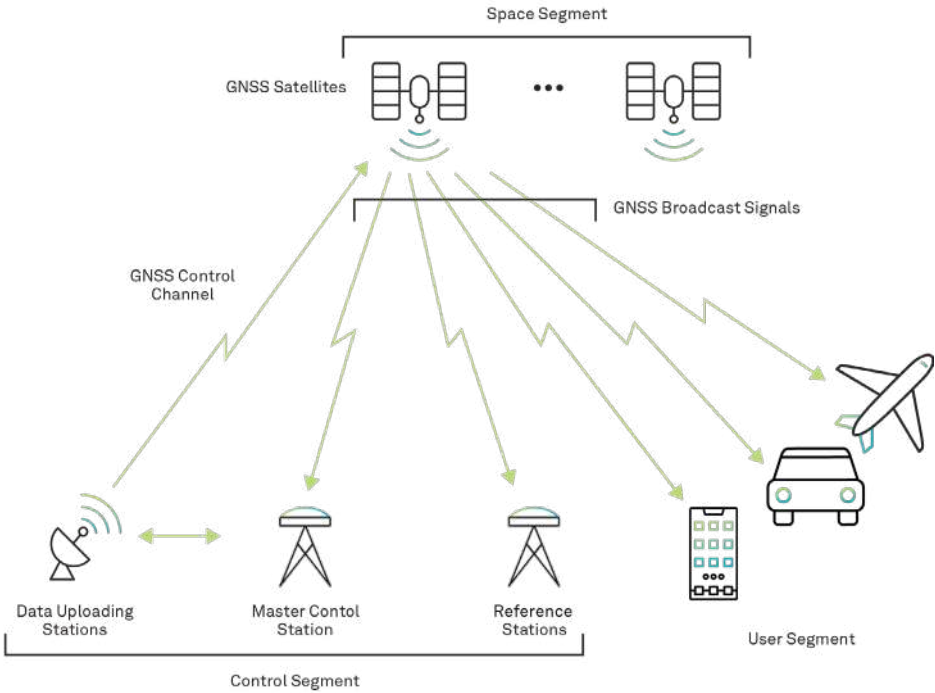 Space Segment
GNSS Satellites
GNSS Broadcast Signals
GNSS Control
Channel
Data Uploading
Stations
Master Contol
Station
Reference
Stations
User Segment
Control Segment